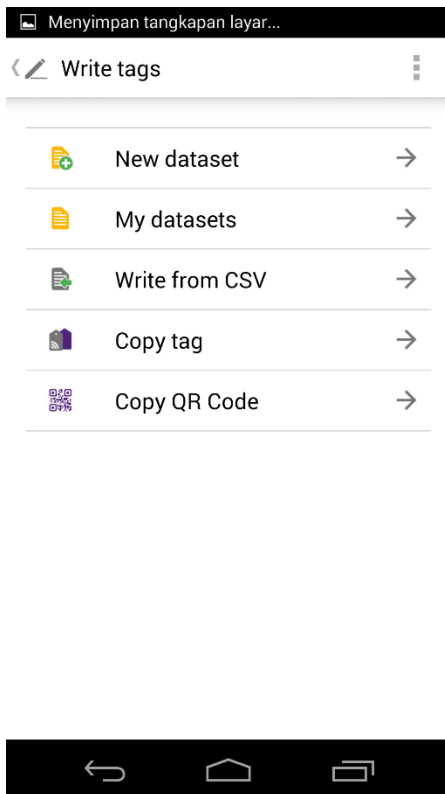 Menyimpan tangkapan layar...
Write tags
New dataset
My datasets
Write from CSV
Copy tag
Copy QR Code